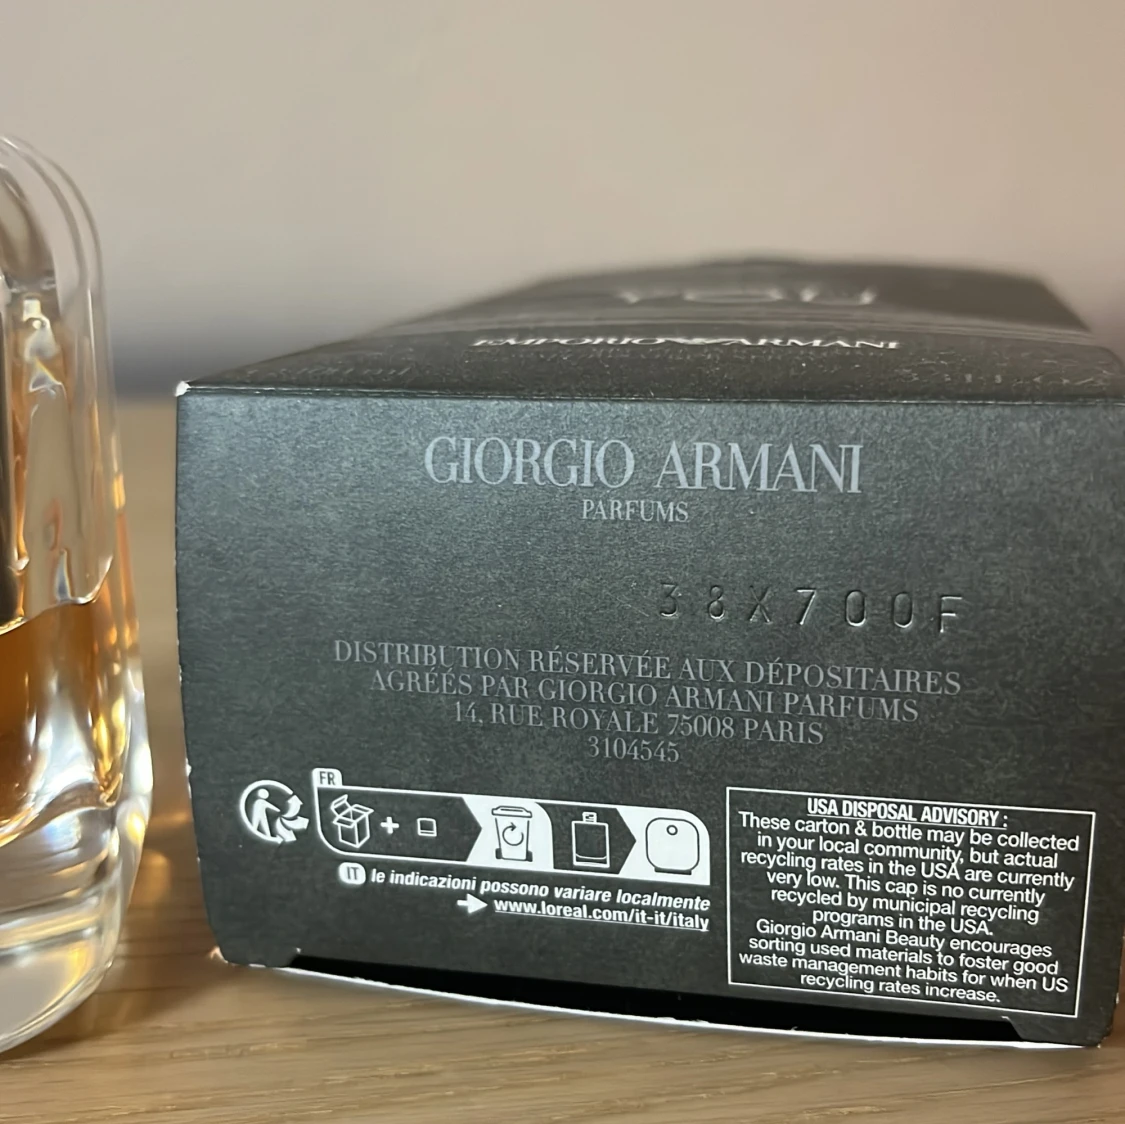 YOU
EMPORIO ARMANI
GIORGIO ARMANI
PARFUMS
38X700F
DISTRIBUTION RÉSERVÉE AUX DÉPOSITAIRES
AGRÉÉS PAR GIORGIO ARMANI PARFUMS
14, RUE ROYALE 75008 PARIS
3104545
FR
+
IT le indicazioni possono variare localmente
www.loreal.com/it-it/italy
USA DISPOSAL ADVISORY :
These carton & bottle may be collected
in your local community, but actual
recycling rates in the USA are currently
very low. This cap is no currently
recycled by municipal recycling
programs in the USA.
Giorgio Armani Beauty encourages
sorting used materials to foster good
waste management habits for when US
recycling rates increase.